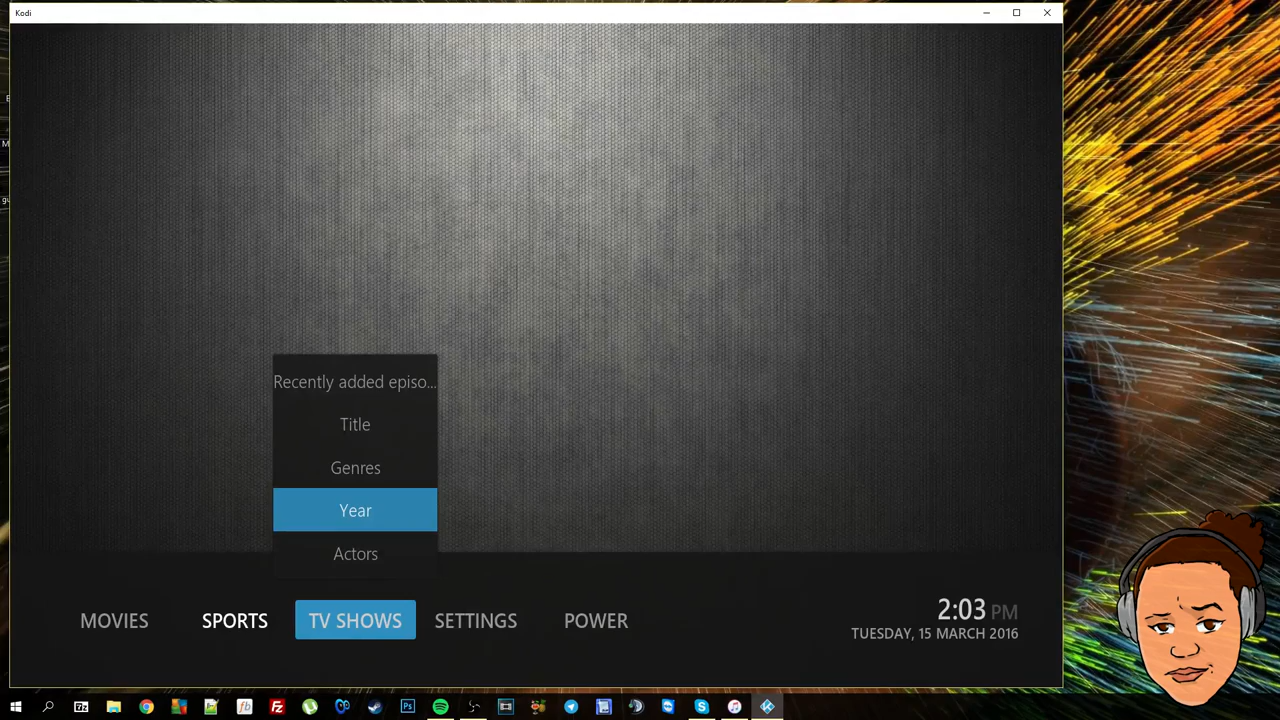 Kodi
Recently added episo...
Title
Genres
Year
Actors
MOVIES SPORTS TV SHOWS SETTINGS POWER
2:03 PM
TUESDAY, 15 MARCH 2016